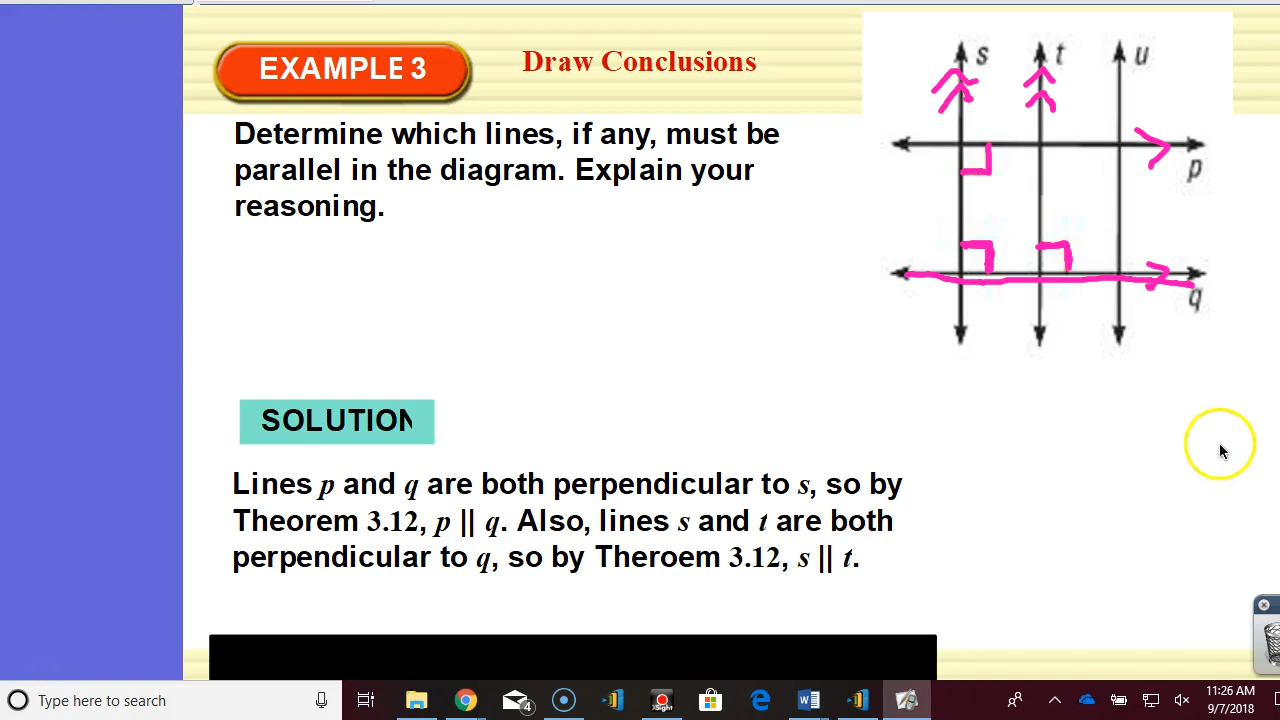 EXAMPLE 3
Draw Conclusions
Determine which lines, if any, must be
parallel in the diagram. Explain your
reasoning.
s
t
u
p
q
SOLUTION
Lines p and q are both perpendicular to s, so by
Theorem 3.12, p || q. Also, lines s and t are both
perpendicular to q, so by Theroem 3.12, s || t.
Type here to search
4
11:26 AM
9/7/2018